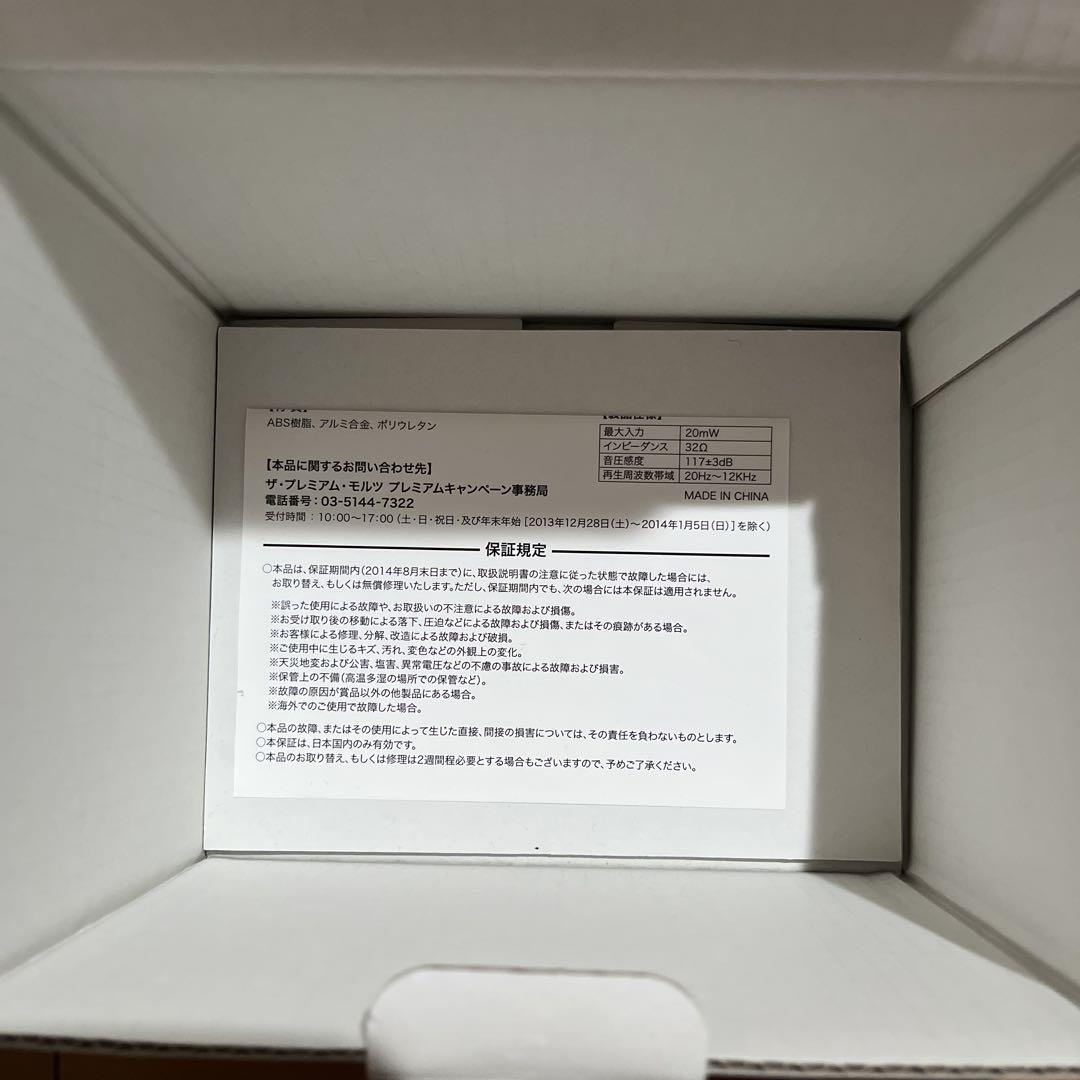 ABS樹脂、アルミ合金、ポリウレタン
最大入力 20mW
インピーダンス 32Ω
音圧感度 117±3dB
再生周波数帯域 20Hz〜12KHz
MADE IN CHINA
【本品に関するお問い合わせ先】
ザ・プレミアム・モルツ プレミアムキャンペーン事務局
電話番号：03-5144-7322
受付時間：10:00〜17:00（土・日・祝日・及び年末年始［2013年12月28日（土）〜2014年1月5日（日）］を除く）
保証規定
○本品は、保証期間内（2014年8月末日まで）に、取扱説明書の注意に従った状態で故障した場合には、
お取り替え、もしくは無償修理いたします。ただし、保証期間内でも、次の場合には本保証は適用されません。
※誤った使用による故障や、お取扱いの不注意による故障および損傷。
※お受け取り後の移動による落下、圧迫などによる故障および損傷、またはその痕跡がある場合。
※お客様による修理、分解、改造による故障および破損。
※ご使用中に生じるキズ、汚れ、変色などの外観上の変化。
※天災地変および公害、塩害、異常電圧などの不慮の事故による故障および損害。
※保管上の不備（高温多湿の場所での保管など）。
※故障の原因が賞品以外の他製品にある場合。
※海外でのご使用で故障した場合。
○本品の故障、またはその使用によって生じた直接、間接の損害については、その責任を負わないものとします。
○本保証は、日本国内のみ有効です。
○本品のお取り替え、もしくは修理は2週間程必要とする場合もございますので、予めご了承ください。